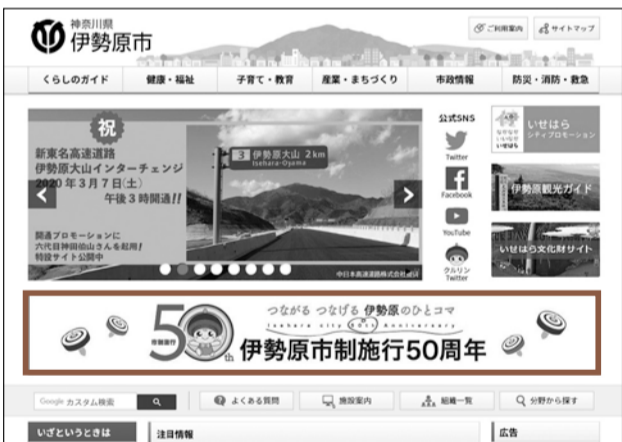 神奈川県
伊勢原市
ご利用案内
サイトマップ
くらしのガイド
健康・福祉
子育て・教育
産業・まちづくり
市政情報
防災・消防・救急
祝
新東名高速道路
伊勢原大山インターチェンジ
2020年3月7日(土)
午後3時開通!!
開通プロモーションに
六代目神田伯山さんを起用!
特設サイト公開中
3 伊勢原大山 2km
Isehara-Oyama
中日本高速道路株式会社
公式SNS
Twitter
Facebook
YouTube
クルリン
Twitter
なかなか
いいなか
いせはら
いせはら
シティプロモーション
伊勢原観光ガイド
いせはら文化財サイト
つながる つなげる 伊勢原のひとコマ
Isehara city 50th Anniversary
市制施行
50th
伊勢原市制施行50周年
Google カスタム検索
よくある質問
施設案内
組織一覧
分野から探す
いざというときは
注目情報
広告